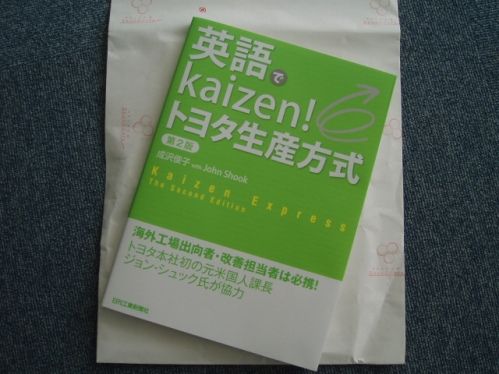 英語で
kaizen!
トヨタ生産方式
第2版
成沢俊子 with John Shook
Kaizen Express
The Second Edition
海外工場出向者・改善担当者は必携!
トヨタ本社初の元米国人課長
ジョン・シュック氏が協力
日刊工業新聞社